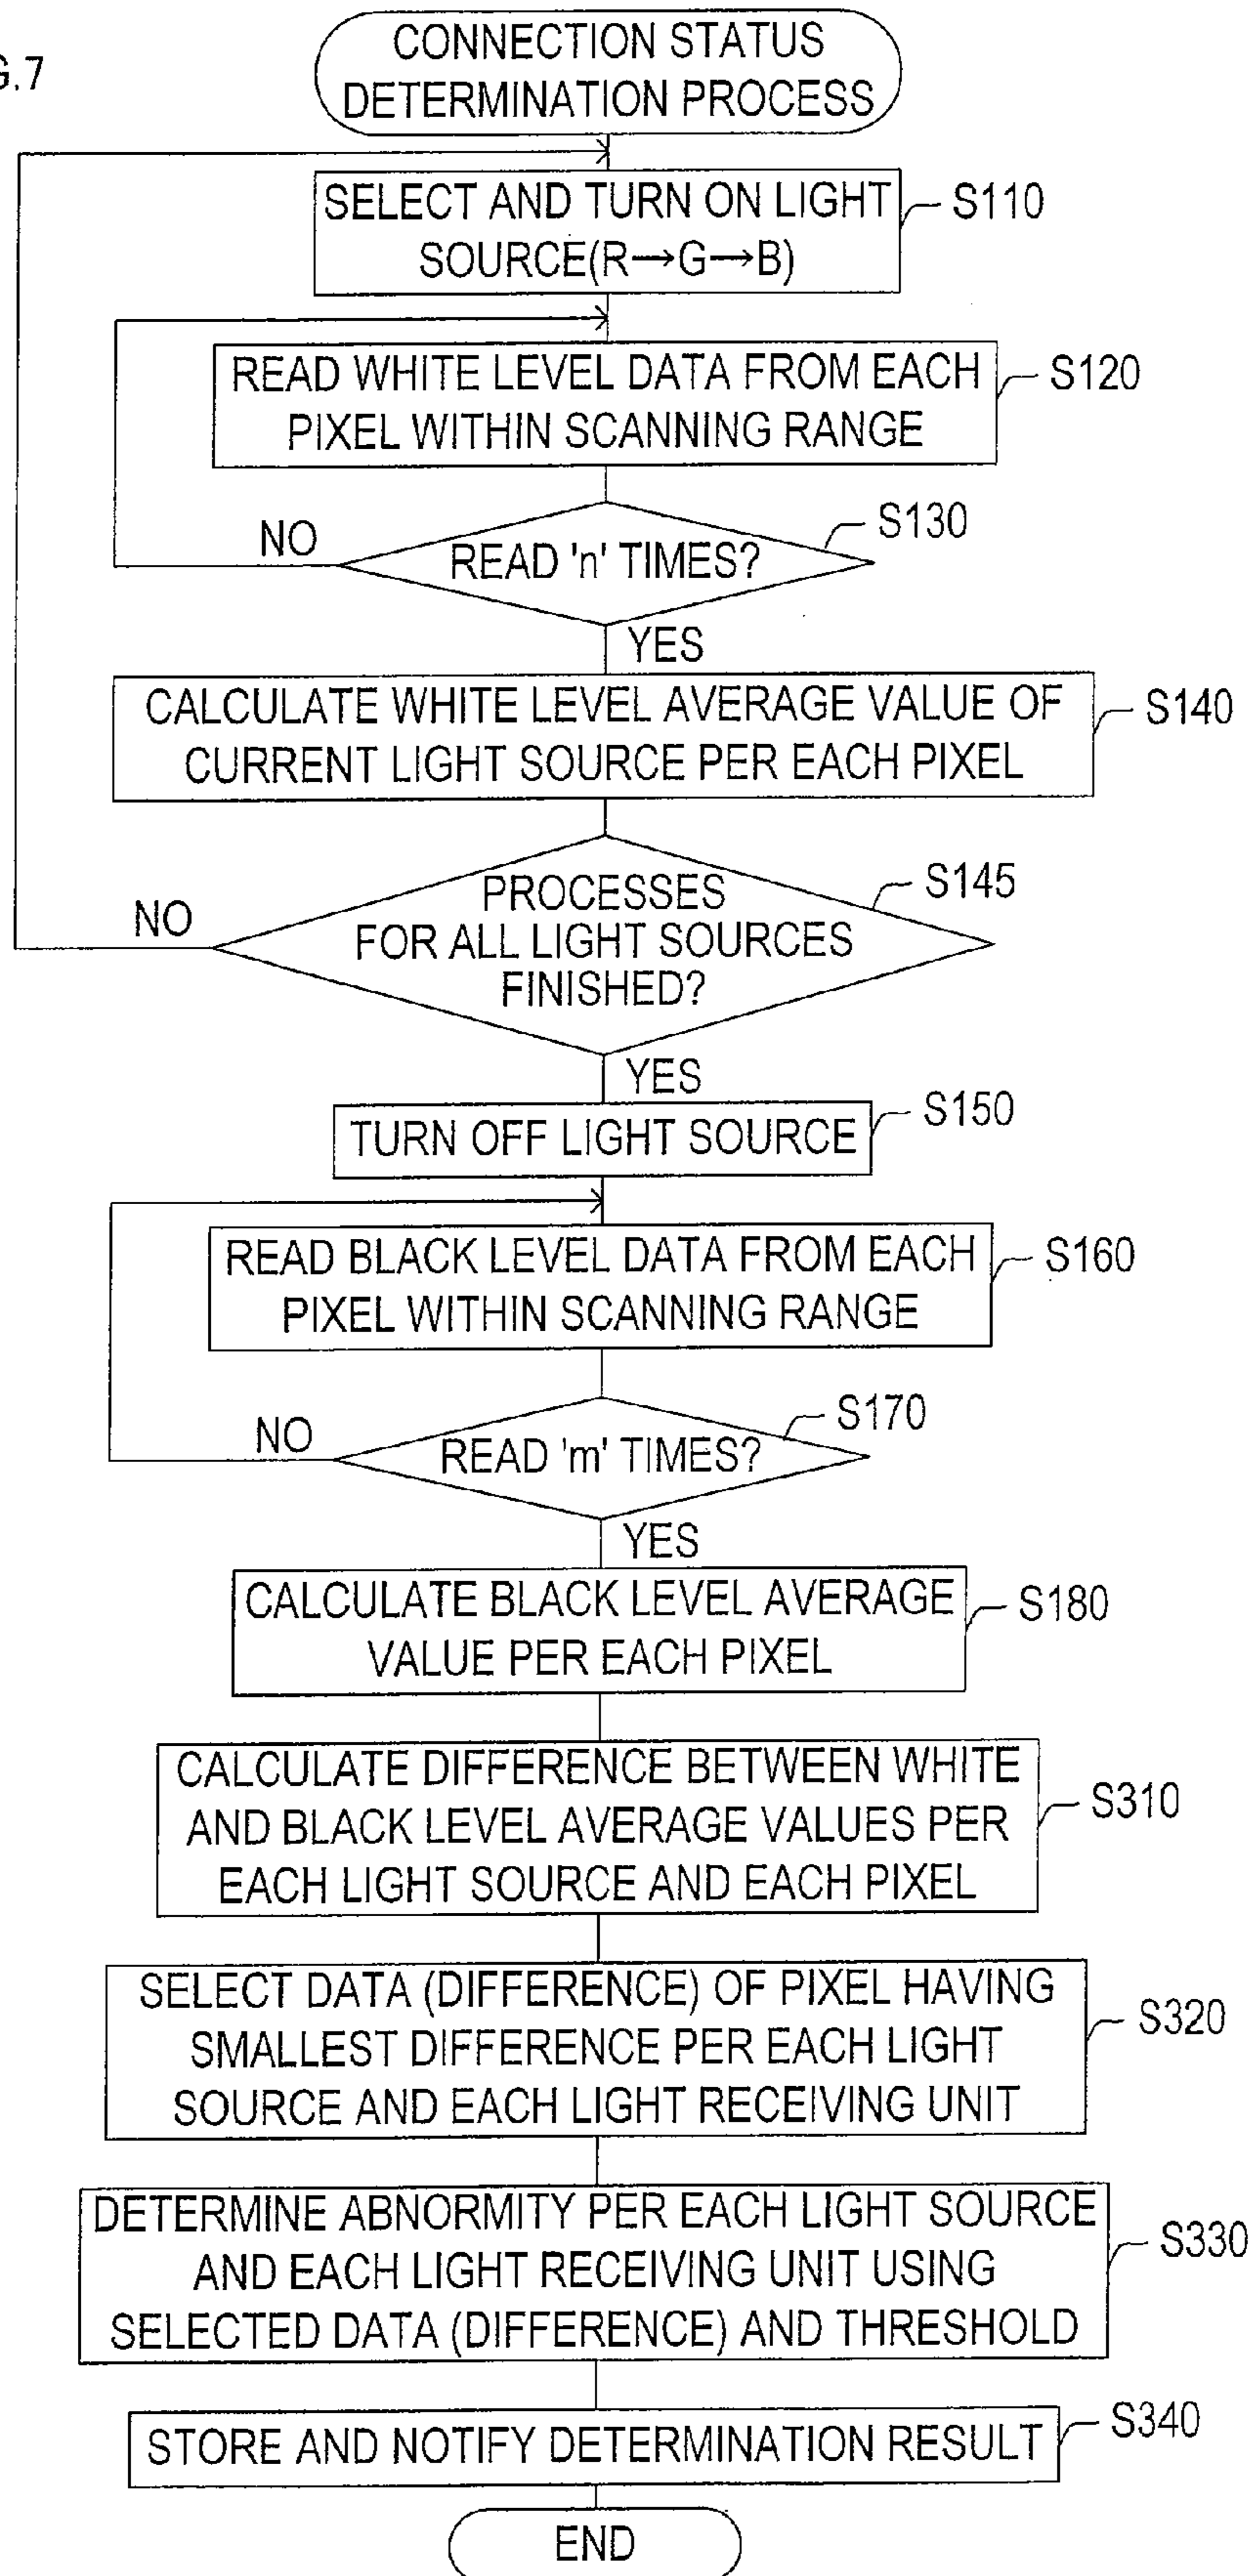 G.7
CONNECTION STATUS
DETERMINATION PROCESS
SELECT AND TURN ON LIGHT
SOURCE(R→G→B)
S110
READ WHITE LEVEL DATA FROM EACH
PIXEL WITHIN SCANNING RANGE
S120
READ 'n' TIMES?
S130
NO
YES
CALCULATE WHITE LEVEL AVERAGE VALUE OF
CURRENT LIGHT SOURCE PER EACH PIXEL
S140
PROCESSES
FOR ALL LIGHT SOURCES
FINISHED?
S145
NO
YES
TURN OFF LIGHT SOURCE
S150
READ BLACK LEVEL DATA FROM EACH
PIXEL WITHIN SCANNING RANGE
S160
READ 'm' TIMES?
S170
NO
YES
CALCULATE BLACK LEVEL AVERAGE
VALUE PER EACH PIXEL
S180
CALCULATE DIFFERENCE BETWEEN WHITE
AND BLACK LEVEL AVERAGE VALUES PER
EACH LIGHT SOURCE AND EACH PIXEL
S310
SELECT DATA (DIFFERENCE) OF PIXEL HAVING
SMALLEST DIFFERENCE PER EACH LIGHT
SOURCE AND EACH LIGHT RECEIVING UNIT
S320
DETERMINE ABNORMITY PER EACH LIGHT SOURCE
AND EACH LIGHT RECEIVING UNIT USING
SELECTED DATA (DIFFERENCE) AND THRESHOLD
S330
STORE AND NOTIFY DETERMINATION RESULT
S340
END